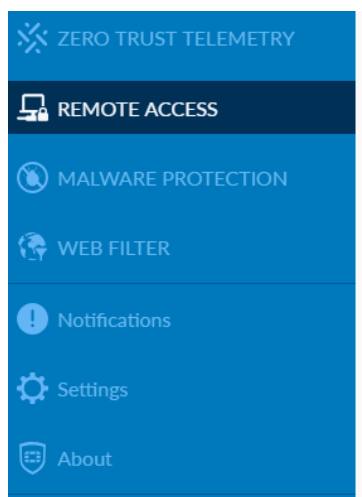 ZERO TRUST TELEMETRY
REMOTE ACCESS
MALWARE PROTECTION
WEB FILTER
Notifications
Settings
About